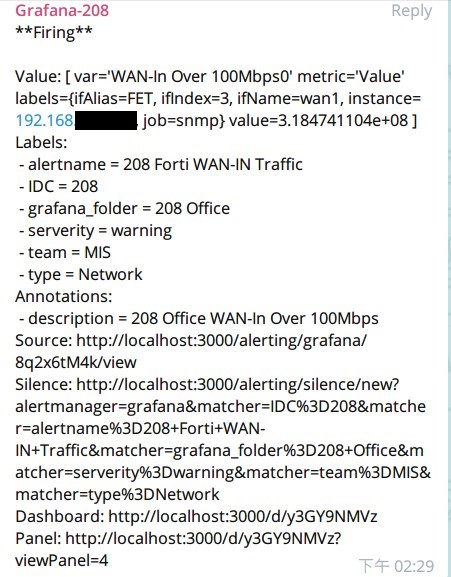 Grafana-208 Reply
**Firing**
Value: [ var='WAN-In Over 100Mbps0' metric='Value'
labels={ifAlias=FET, ifIndex=3, ifName=wan1, instance=
192.168. , job=snmp} value=3.184741104e+08 ]
Labels:
- alertname = 208 Forti WAN-IN Traffic
- IDC = 208
- grafana_folder = 208 Office
- serverity = warning
- team = MIS
- type = Network
Annotations:
- description = 208 Office WAN-In Over 100Mbps
Source: http://localhost:3000/alerting/grafana/
8q2x6tM4k/view
Silence: http://localhost:3000/alerting/silence/new?
alertmanager=grafana&matcher=IDC%3D208&matche
r=alertname%3D208+Forti+WAN-
IN+Traffic&matcher=grafana_folder%3D208+Office&m
atcher=serverity%3Dwarning&matcher=team%3DMIS&
matcher=type%3DNetwork
Dashboard: http://localhost:3000/d/y3GY9NMVz
Panel: http://localhost:3000/d/y3GY9NMVz?
viewPanel=4
下午 02:29